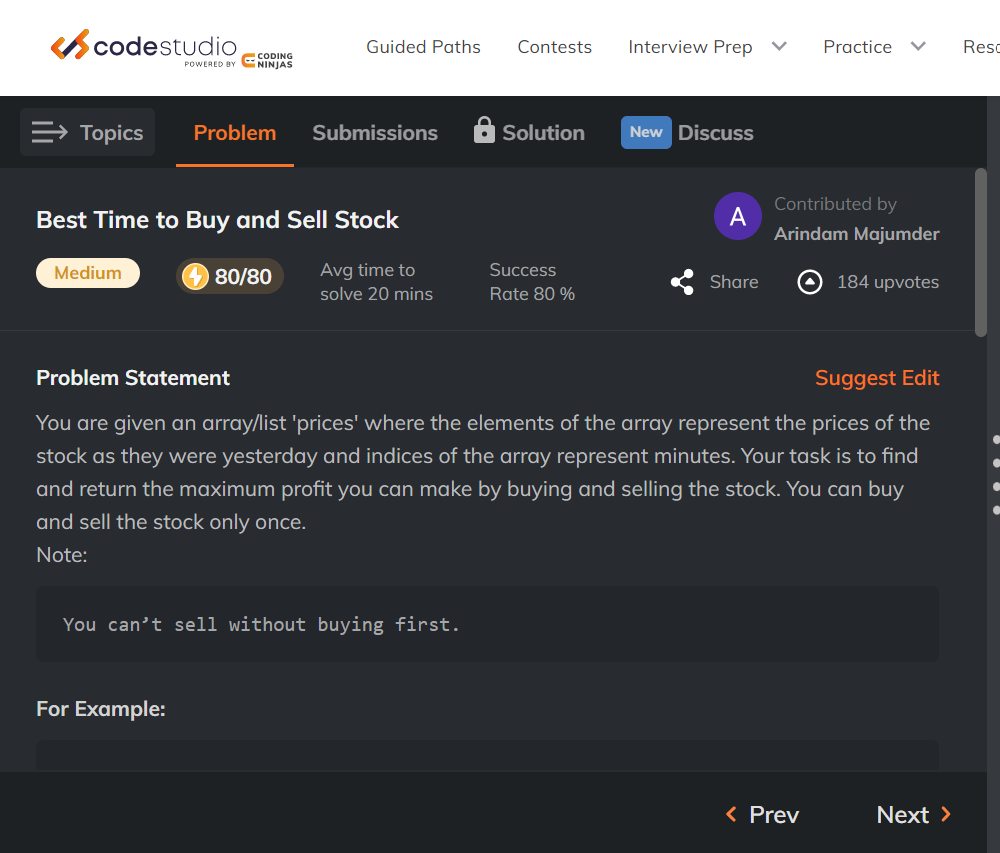 codestudio
POWERED BY CODING NINJAS
Guided Paths Contests Interview Prep Practice
Topics Problem Submissions Solution New Discuss
Best Time to Buy and Sell Stock
A
Contributed by
Arindam Majumder
Medium
80/80
Avg time to
solve 20 mins
Success
Rate 80 %
Share
184 upvotes
Problem Statement
Suggest Edit
You are given an array/list 'prices' where the elements of the array represent the prices of the
stock as they were yesterday and indices of the array represent minutes. Your task is to find
and return the maximum profit you can make by buying and selling the stock. You can buy
and sell the stock only once.
Note:
You can’t sell without buying first.
For Example:
Prev Next